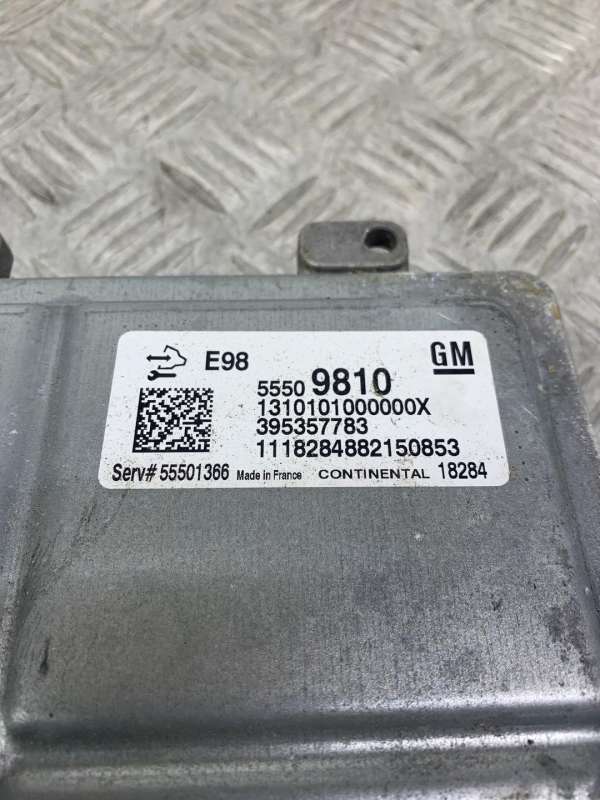 E98 GM
5550 9810
1310101000000X
395357783
1118284882150853
Serv# 55501366 Made in France CONTINENTAL 18284